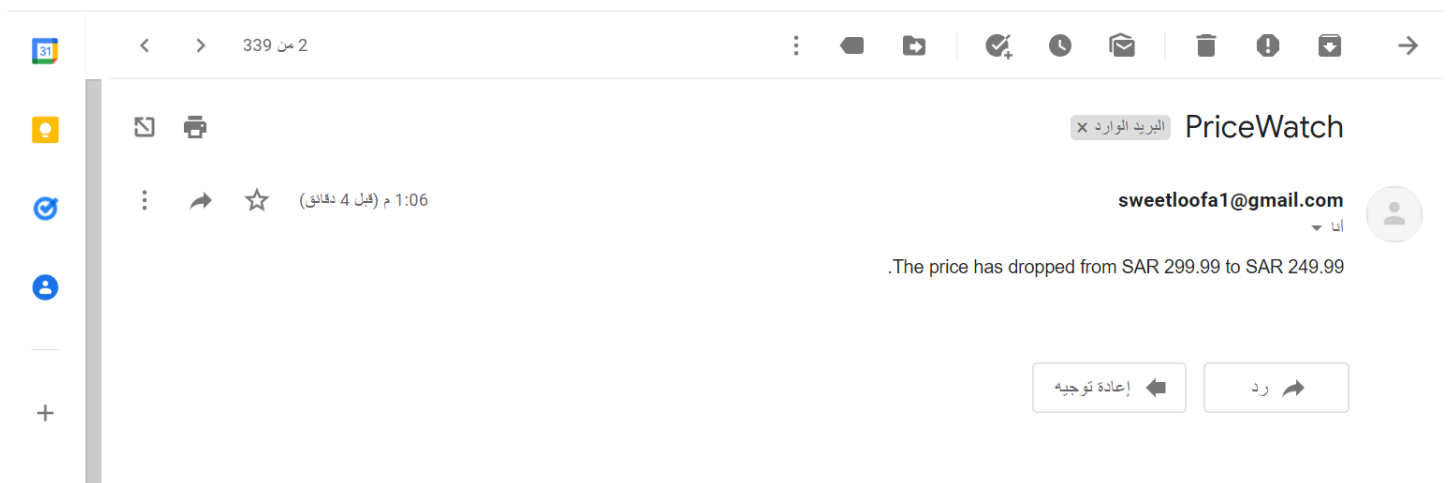 2 من 339
31
PriceWatch البريد الوارد ×
sweetloofa1@gmail.com
1:06 م (قبل 4 دقائق)
أنا
.The price has dropped from SAR 299.99 to SAR 249.99
رد
إعادة توجيه